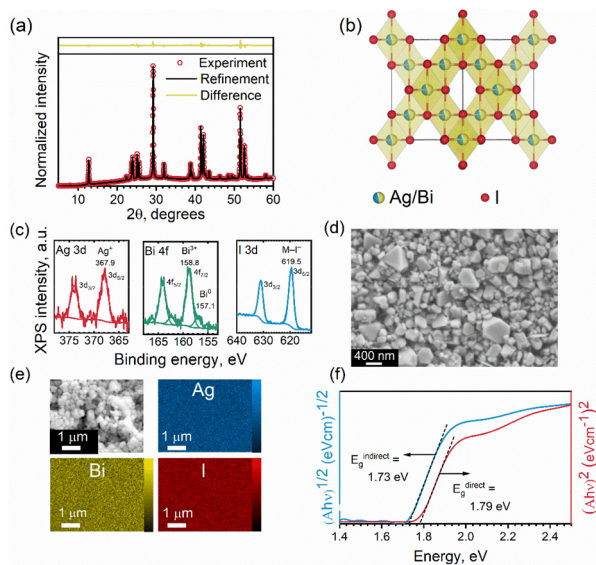 (a)
Experiment
Refinement
Difference
Normalized intensity
10 20 30 40 50 60
2θ, degrees
(b)
Ag/Bi
I
(c)
XPS intensity, a.u.
Ag 3d
Ag⁺
367.9
3d₅/₂
3d₃/₂
375 370 365
Bi 4f
Bi³⁺
158.8
4f₇/₂
4f₅/₂
Bi⁰
157.1
165 160 155
I 3d
M–I⁻
619.5
3d₅/₂
3d₃/₂
640 630 620
Binding energy, eV
(d)
400 nm
(e)
1 μm
Ag
1 μm
Bi
1 μm
I
1 μm
(f)
(Ahν)^1/2 (eVcm)^-1/2
(Ahν)^2 (eVcm^-1)^2
E_g^indirect =
1.73 eV
E_g^direct =
1.79 eV
1.4 1.6 1.8 2.0 2.2 2.4
Energy, eV